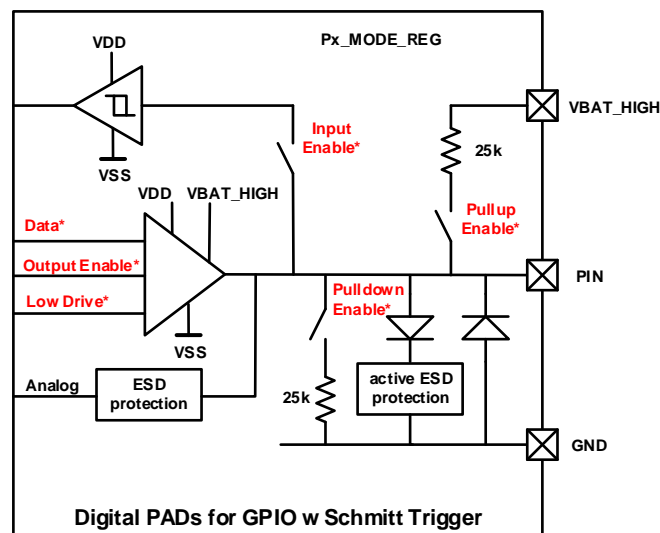 Px_MODE_REG
VDD
VBAT_HIGH
Input
Enable*
25k
VSS
Pullup
Enable*
VDD
VBAT_HIGH
Data*
Output Enable*
Low Drive*
PIN
Pulldown
Enable*
VSS
Analog
ESD
protection
25k
active ESD
protection
GND
Digital PADs for GPIO w Schmitt Trigger